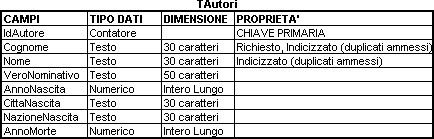 TAutori
CAMPI TIPO DATI DIMENSIONE PROPRIETA'
IdAutore Contatore CHIAVE PRIMARIA
Cognome Testo 30 caratteri Richiesto, Indicizzato (duplicati ammessi)
Nome Testo 30 caratteri Indicizzato (duplicati ammessi)
VeroNominativo Testo 50 caratteri
AnnoNascita Numerico Intero Lungo
CittaNascita Testo 30 caratteri
NazioneNascita Testo 30 caratteri
AnnoMorte Numerico Intero Lungo